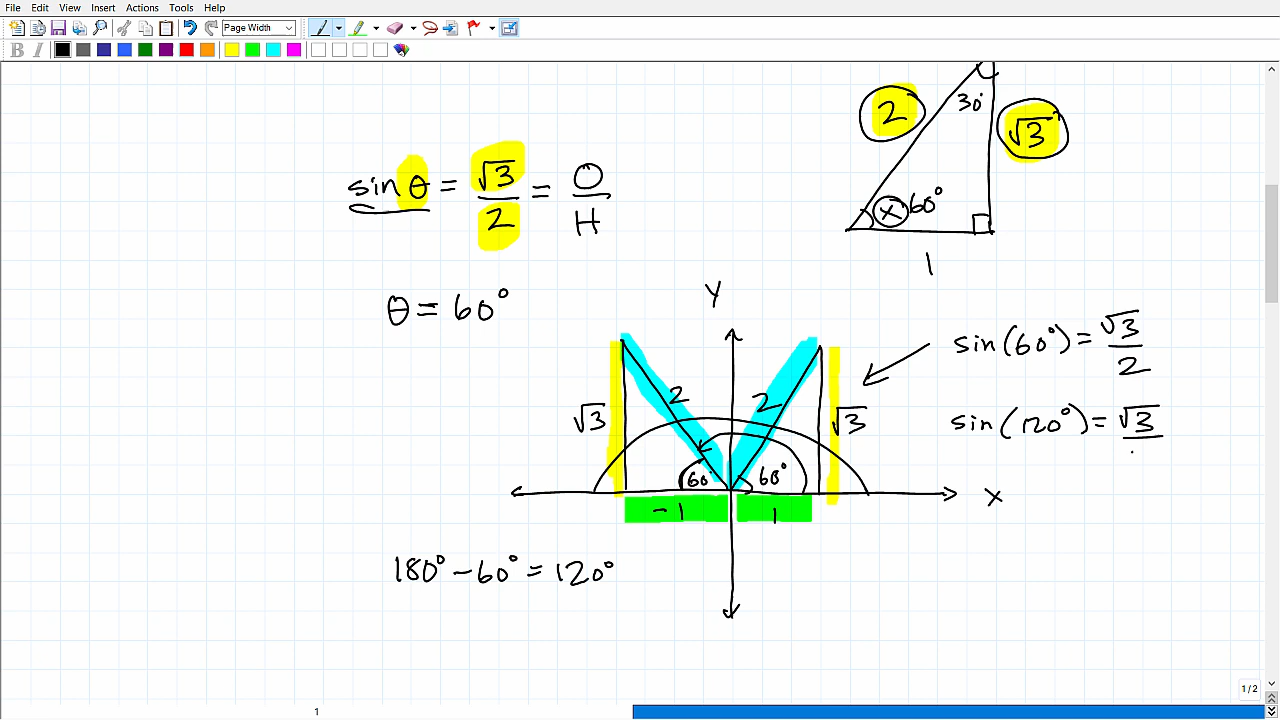 File Edit View Insert Actions Tools Help
Page Width
B I
2
30°
√3
sin θ = √3/2 = O/H
x 60°
1
θ = 60°
Y
sin(60°) = √3/2
√3 2 2 √3
sin(120°) = √3
60° 60°
x
-1 1
180° - 60° = 120°
1/2
1